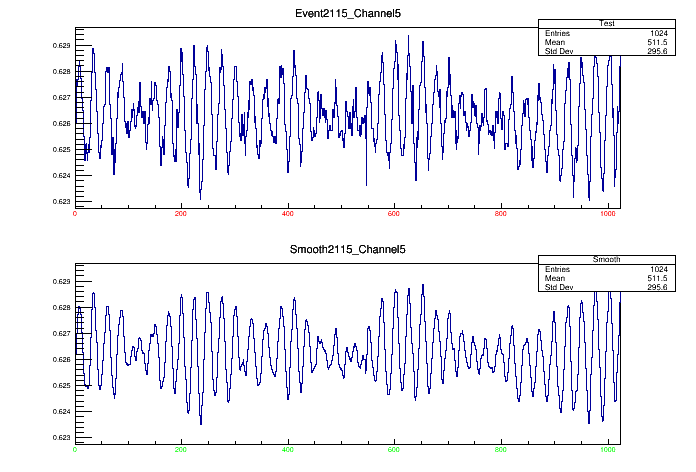 Event2115_Channel5
Test
Entries 1024
Mean 511.5
Std Dev 295.6
0.629
0.628
0.627
0.626
0.625
0.624
0.623
0 200 400 600 800 1000
Smooth2115_Channel5
Smooth
Entries 1024
Mean 511.5
Std Dev 295.6
0.629
0.628
0.627
0.626
0.625
0.624
0.623
0 200 400 600 800 1000